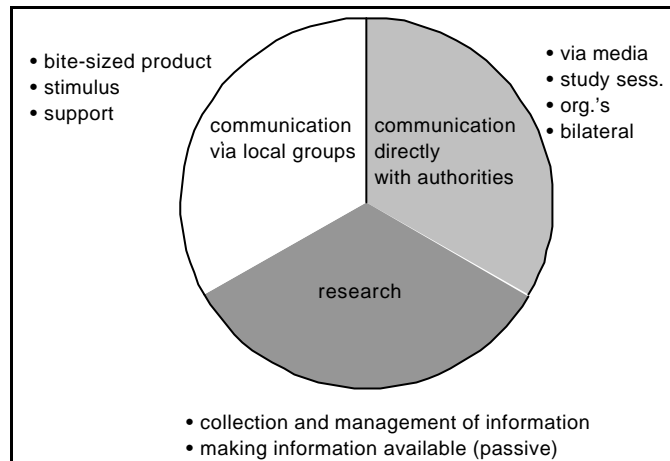 • bite-sized product
• stimulus
• support
communication
via local groups
communication
directly
with authorities
• via media
• study sess.
• org.'s
• bilateral
research
• collection and management of information
• making information available (passive)